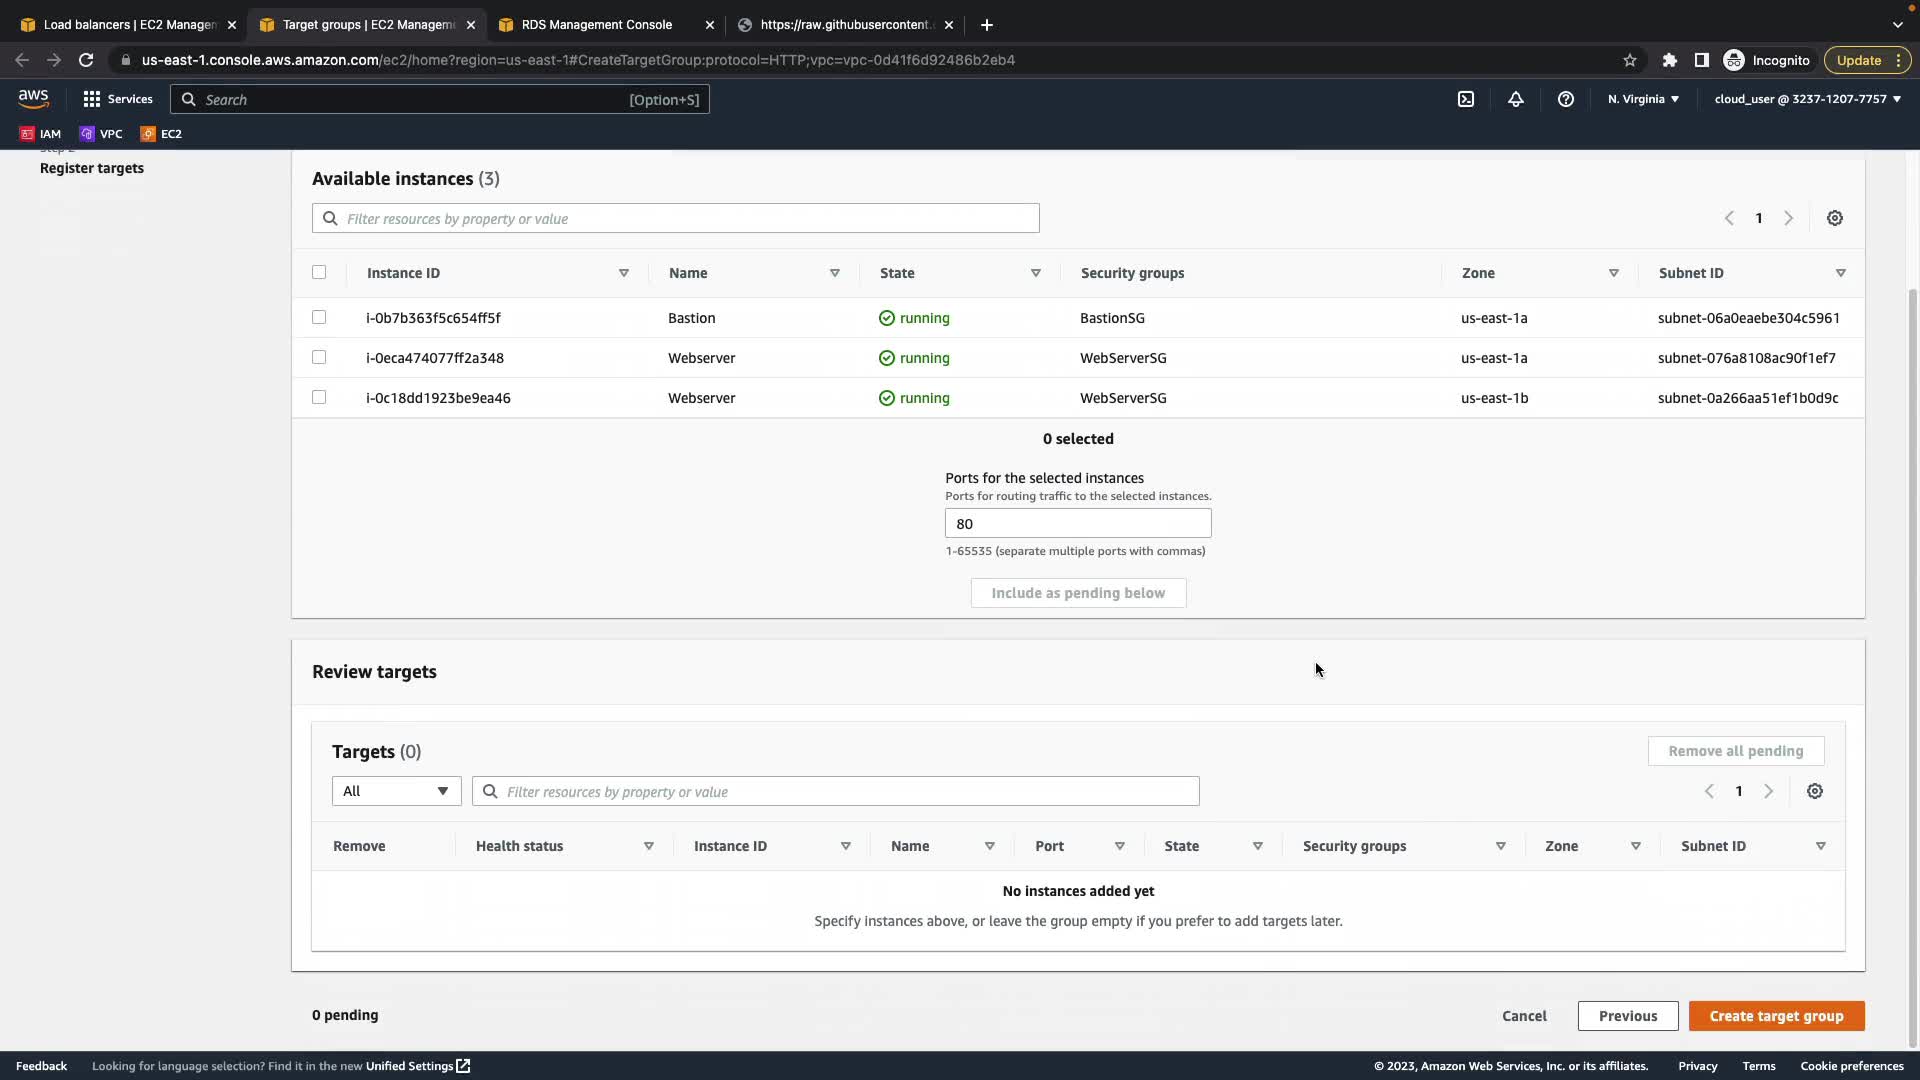 Load balancers | EC2 Managem
Target groups | EC2 Managem
RDS Management Console
https://raw.githubusercontent.
us-east-1.console.aws.amazon.com/ec2/home?region=us-east-1#CreateTargetGroup:protocol=HTTP;vpc=vpc-0d41f6d92486b2eb4
Incognito
Update
aws
Services
Search
[Option+S]
N. Virginia
cloud_user @ 3237-1207-7757
IAM
VPC
EC2
Step 2
Register targets
Available instances (3)
Filter resources by property or value
1
Instance ID Name State Security groups Zone Subnet ID
i-0b7b363f5c654ff5f Bastion running BastionSG us-east-1a subnet-06a0eaebe304c5961
i-0eca474077ff2a348 Webserver running WebServerSG us-east-1a subnet-076a8108ac90f1ef7
i-0c18dd1923be9ea46 Webserver running WebServerSG us-east-1b subnet-0a266aa51ef1b0d9c
0 selected
Ports for the selected instances
Ports for routing traffic to the selected instances.
80
1-65535 (separate multiple ports with commas)
Include as pending below
Review targets
Targets (0)
Remove all pending
All
Filter resources by property or value
1
Remove Health status Instance ID Name Port State Security groups Zone Subnet ID
No instances added yet
Specify instances above, or leave the group empty if you prefer to add targets later.
0 pending
Cancel
Previous
Create target group
Feedback
Looking for language selection? Find it in the new Unified Settings
© 2023, Amazon Web Services, Inc. or its affiliates.
Privacy
Terms
Cookie preferences